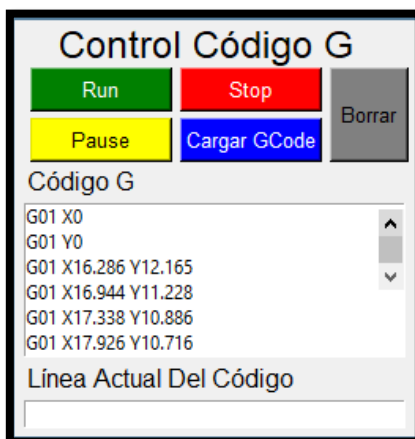 Control Código G
Run
Stop
Borrar
Pause
Cargar GCode
Código G
G01 X0
G01 Y0
G01 X16.286 Y12.165
G01 X16.944 Y11.228
G01 X17.338 Y10.886
G01 X17.926 Y10.716
Línea Actual Del Código